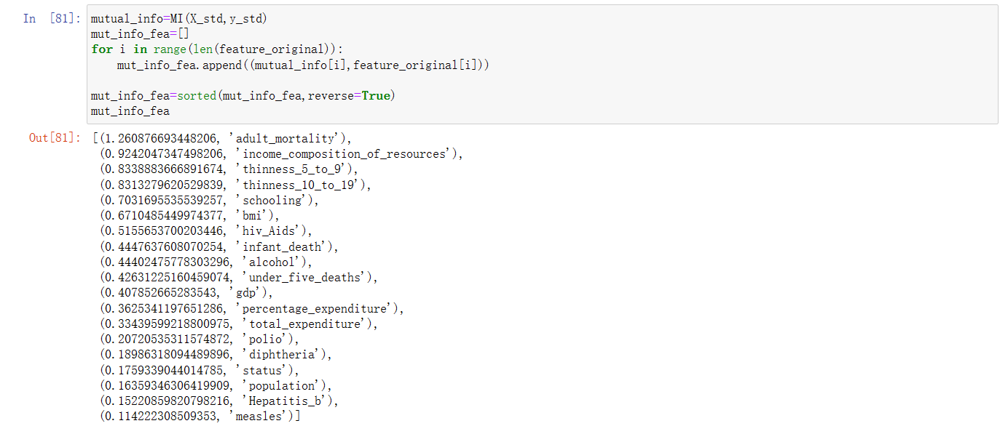 In [81]: mutual_info=MI(X_std,y_std)
mut_info_fea=[]
for i in range(len(feature_original)):
    mut_info_fea.append((mutual_info[i],feature_original[i]))
mut_info_fea=sorted(mut_info_fea,reverse=True)
mut_info_fea
Out[81]: [(1.260876693448206, 'adult_mortality'),
(0.9242047347498206, 'income_composition_of_resources'),
(0.8338883666891674, 'thinness_5_to_9'),
(0.8313279620529839, 'thinness_10_to_19'),
(0.7031695535539257, 'schooling'),
(0.6710485449974377, 'bmi'),
(0.5155653700203446, 'hiv_Aids'),
(0.4447637608070254, 'infant_death'),
(0.44402475778303296, 'alcohol'),
(0.42631225160459074, 'under_five_deaths'),
(0.407852665283543, 'gdp'),
(0.3625341197651286, 'percentage_expenditure'),
(0.33439599218800975, 'total_expenditure'),
(0.20720535311574872, 'polio'),
(0.18986318094489896, 'diphtheria'),
(0.1759339044014785, 'status'),
(0.16359346306419909, 'population'),
(0.15220859820798216, 'Hepatitis_b'),
(0.114222308509353, 'measles')]